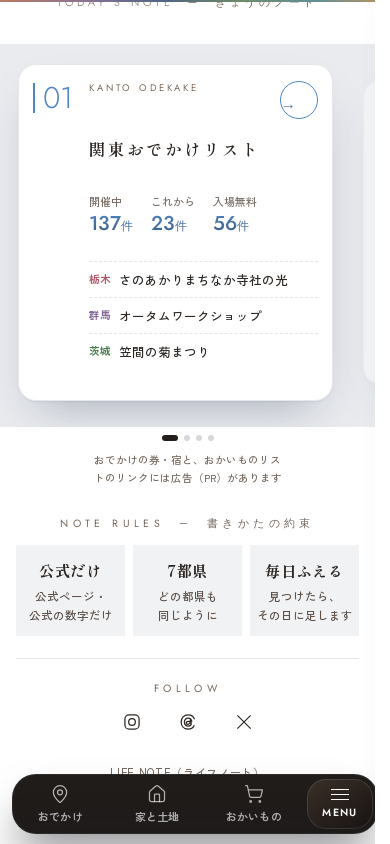 TODAY'S NOTE — きょうのノート
01
KANTO ODEKAKE
→
関東おでかけリスト
開催中 これから 入場無料
137件 23件 56件
栃木 さのあかりまちなか寺社の光
群馬 オータムワークショップ
茨城 笠間の菊まつり
おでかけの券・宿と、おかいものリス
トのリンクには広告（PR）があります
NOTE RULES — 書きかたの約束
公式だけ
公式ページ・
公式の数字だけ
7都県
どの都県も
同じように
毎日ふえる
見つけたら、
その日に足します
FOLLOW
LIFE NOTE（ライフノート）
おでかけ 家と土地 おかいもの MENU